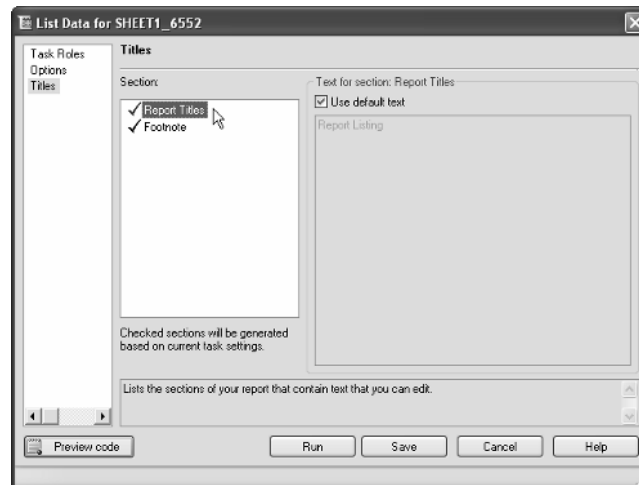 List Data for SHEET1_6552
Task Roles
Options
Titles
Titles
Section:
Report Titles
Footnote
Checked sections will be generated
based on current task settings.
Text for section: Report Titles
Use default text
Report Listing
Lists the sections of your report that contain text that you can edit.
Preview code
Run
Save
Cancel
Help